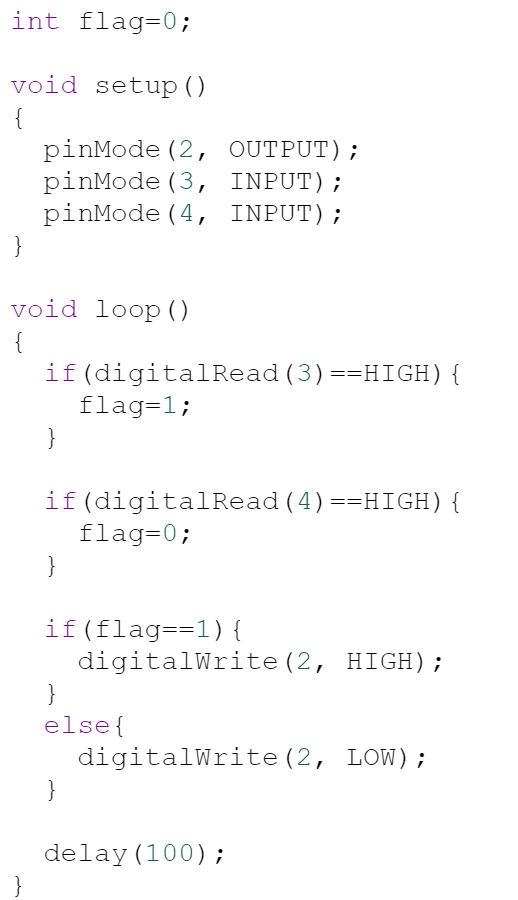 int flag=0;

void setup()
{
  pinMode(2, OUTPUT);
  pinMode(3, INPUT);
  pinMode(4, INPUT);
}

void loop()
{
  if(digitalRead(3)==HIGH){
    flag=1;
  }

  if(digitalRead(4)==HIGH){
    flag=0;
  }

  if(flag==1){
    digitalWrite(2, HIGH);
  }
  else{
    digitalWrite(2, LOW);
  }

  delay(100);
}